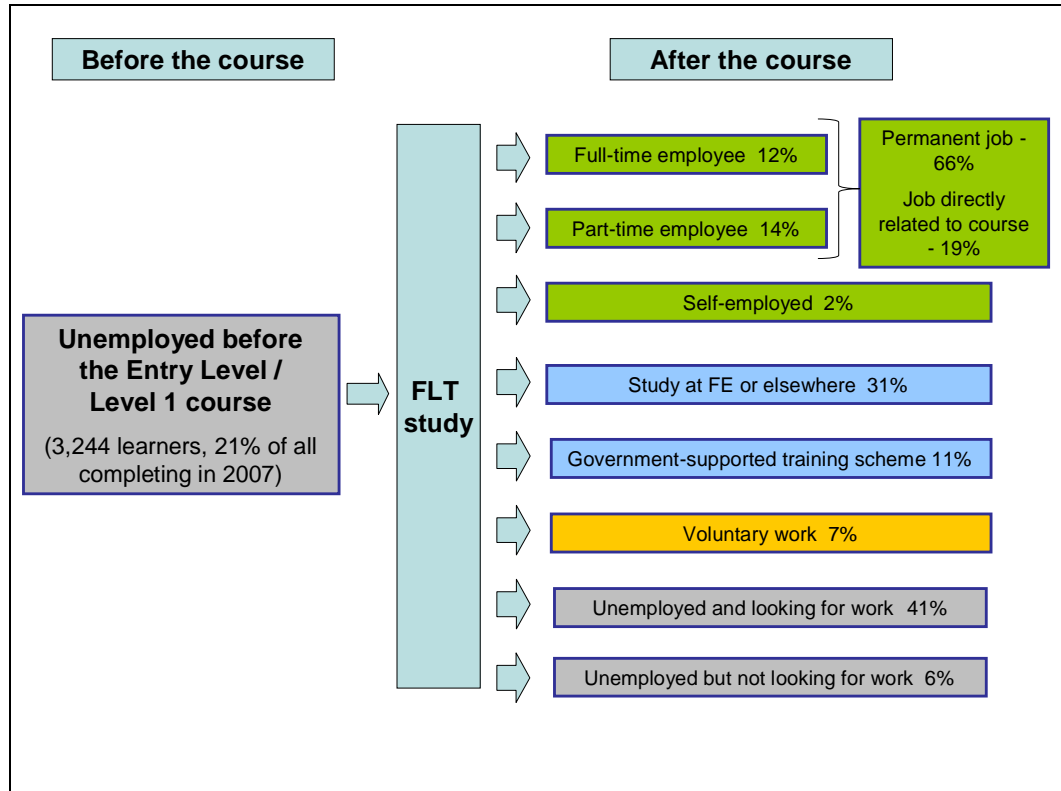 Before the course
After the course
Unemployed before
the Entry Level /
Level 1 course
(3,244 learners, 21% of all
completing in 2007)
FLT
study
Full-time employee 12%
Part-time employee 14%
Permanent job -
66%
Job directly
related to course
- 19%
Self-employed 2%
Study at FE or elsewhere 31%
Government-supported training scheme 11%
Voluntary work 7%
Unemployed and looking for work 41%
Unemployed but not looking for work 6%